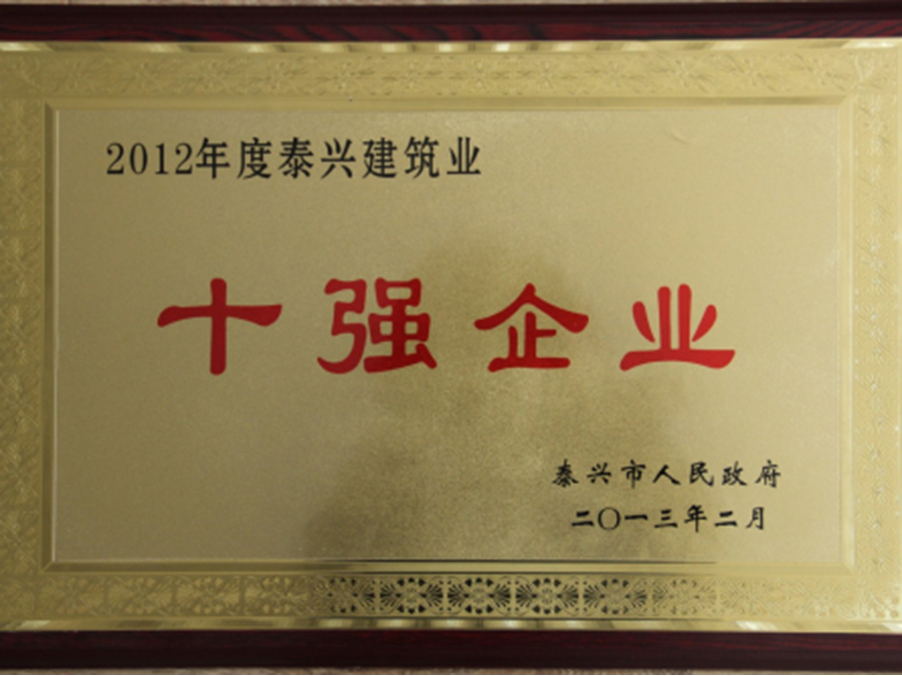 2012年度泰兴建筑业
十强企业
泰兴市人民政府
二〇一三年二月